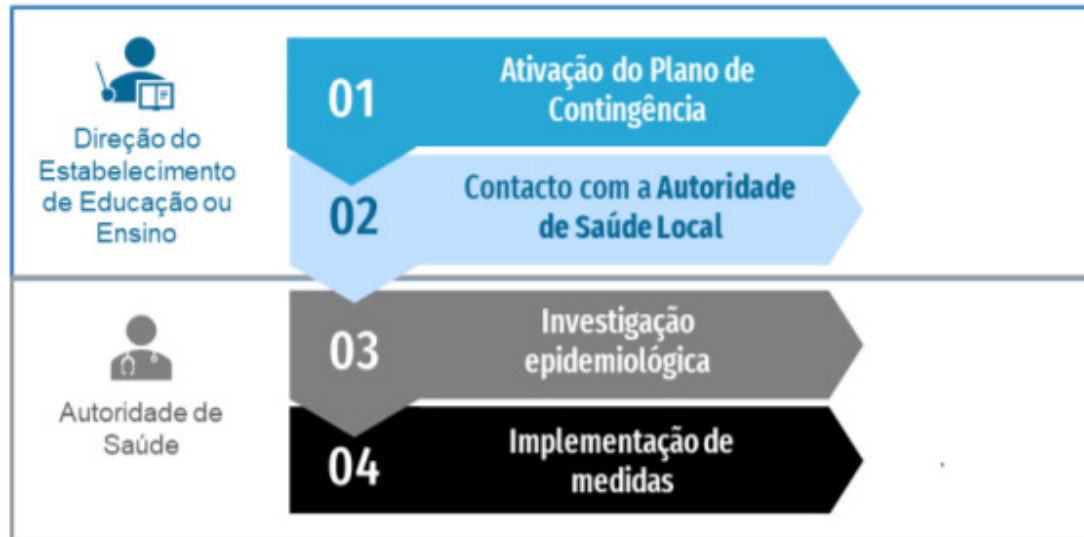 Direção do
Estabelecimento
de Educação ou
Ensino
01
Ativação do Plano de
Contingência
02
Contacto com a Autoridade
de Saúde Local
Autoridade de
Saúde
03
Investigação
epidemiológica
04
Implementação de
medidas